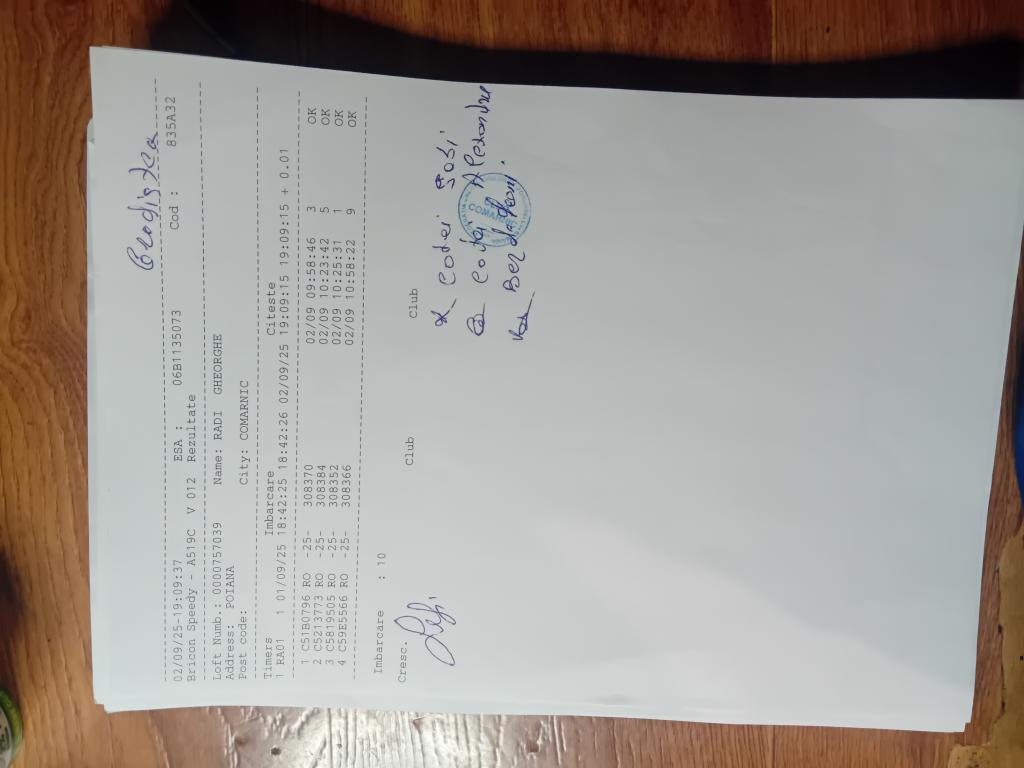 Gradistea
02/09/25-19:09:37 ESA : 06B1135073 Cod : 835A32
Bricon Speedy - A519C V 012 Rezultate
Loft Numb.: 0000757039 Name: RADI GHEORGHE
Address: POIANA
Post code: City: COMARNIC
Timers Imbarcare Citeste
1 RA01 1 01/09/25 18:42:25 18:42:26 02/09/25 19:09:15 19:09:15 + 0.01
1 C51B0796 RO -25- 308370 02/09 09:58:46 3 OK
2 C5213773 RO -25- 308384 02/09 10:23:42 5 OK
3 C5819505 RO -25- 308352 02/09 10:25:31 1 OK
4 C59E5566 RO -25- 308366 02/09 10:58:22 9 OK
Imbarcare : 10
Cresc. Club Club
COMARNIC